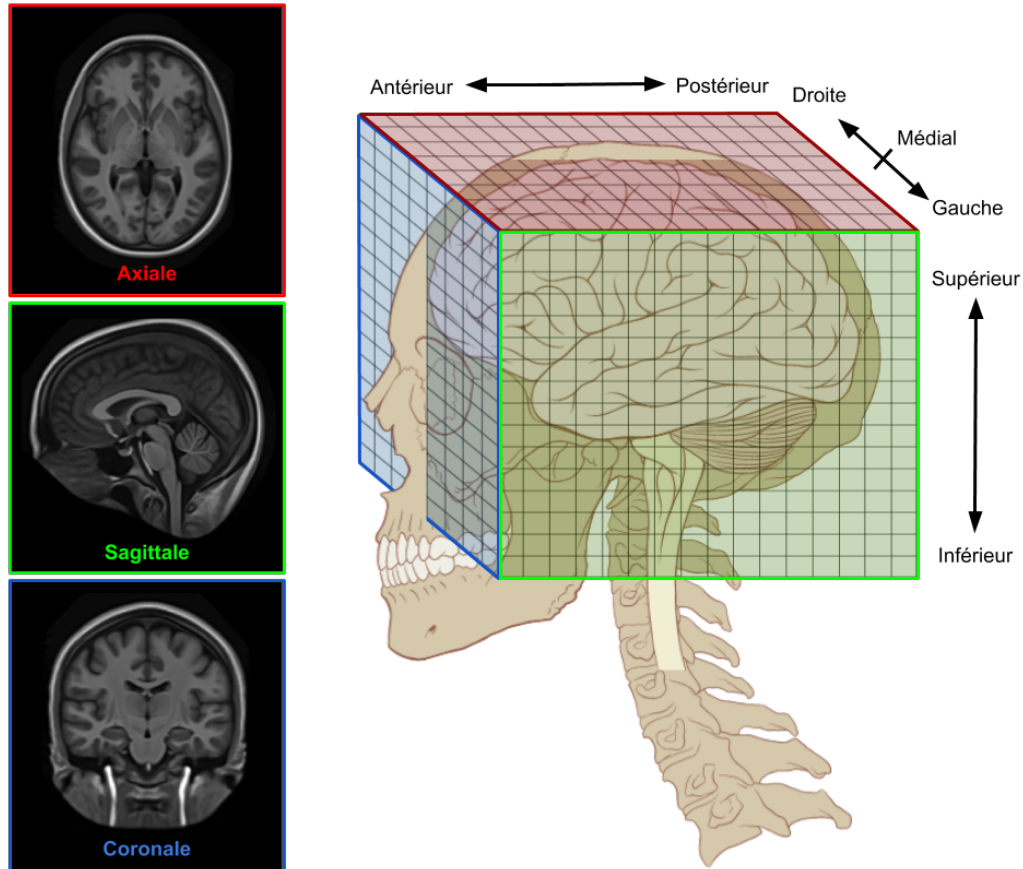 Axiale
Sagittale
Coronale
Antérieur
Postérieur
Droite
Médial
Gauche
Supérieur
Inférieur